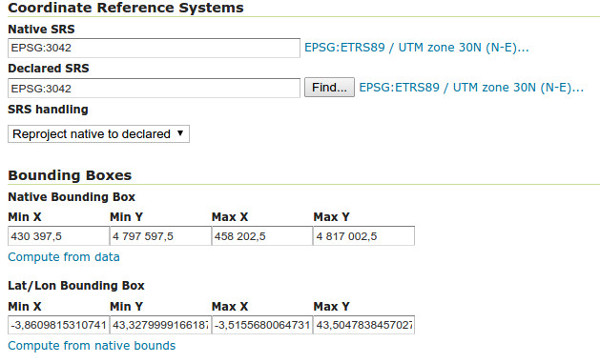 Coordinate Reference Systems
Native SRS
EPSG:3042 EPSG:ETRS89 / UTM zone 30N (N-E)...
Declared SRS
EPSG:3042 Find... EPSG:ETRS89 / UTM zone 30N (N-E)...
SRS handling
Reproject native to declared
Bounding Boxes
Native Bounding Box
Min X Min Y Max X Max Y
430 397,5 4 797 597,5 458 202,5 4 817 002,5
Compute from data
Lat/Lon Bounding Box
Min X Min Y Max X Max Y
-3,8609815310741 43,3279999166187 -3,5155680064731 43,5047838457027
Compute from native bounds